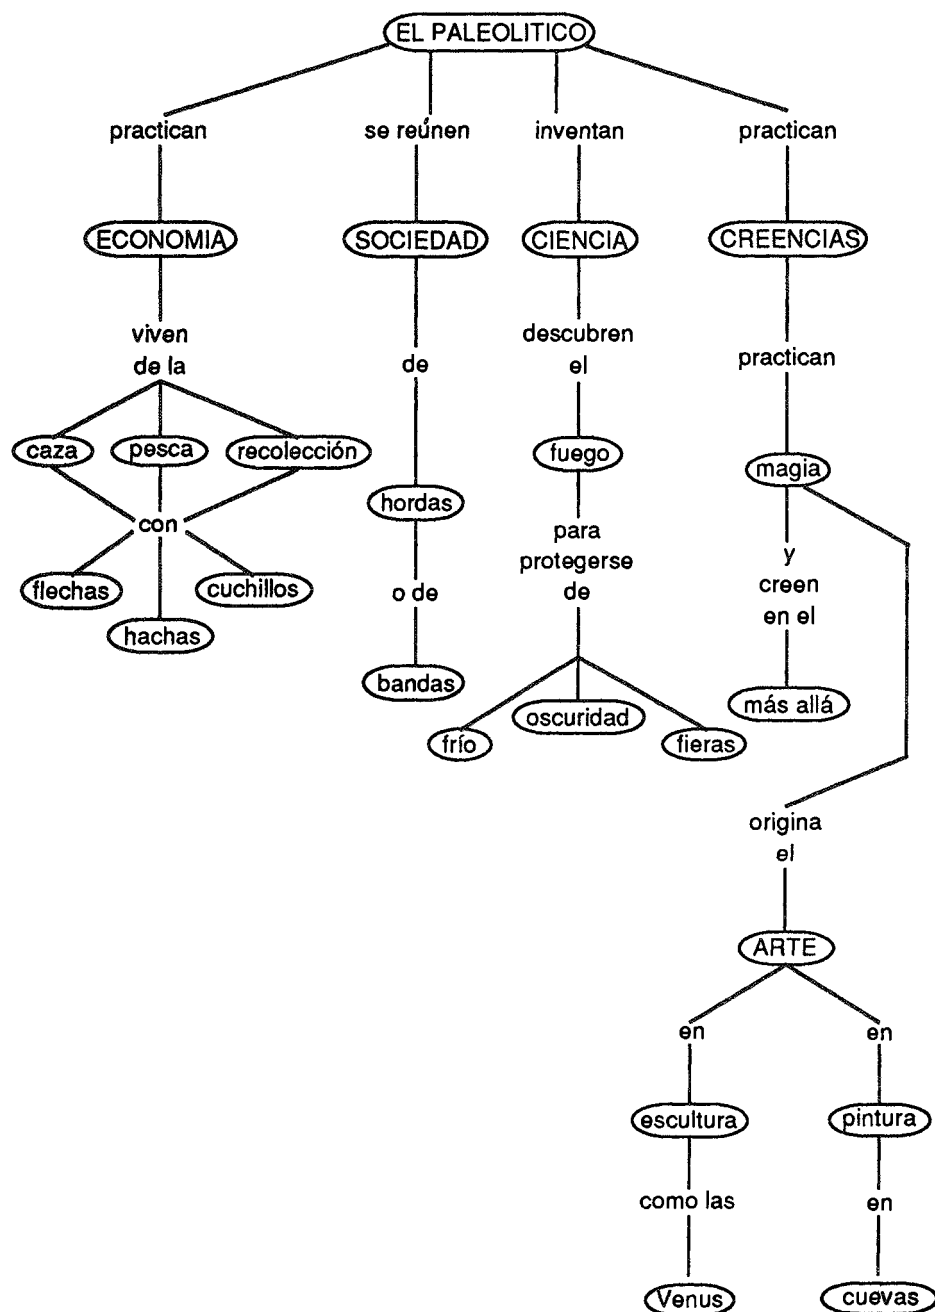 EL PALEOLITICO
practican
se reúnen
inventan
practican
ECONOMIA
SOCIEDAD
CIENCIA
CREENCIAS
viven
de la
de
descubren
el
practican
caza
pesca
recolección
fuego
magia
con
hordas
para
protegerse
de
y
creen
en el
flechas
cuchillos
hachas
o de
bandas
frío
oscuridad
fieras
más allá
origina
el
ARTE
en
en
escultura
pintura
como las
en
Venus
cuevas